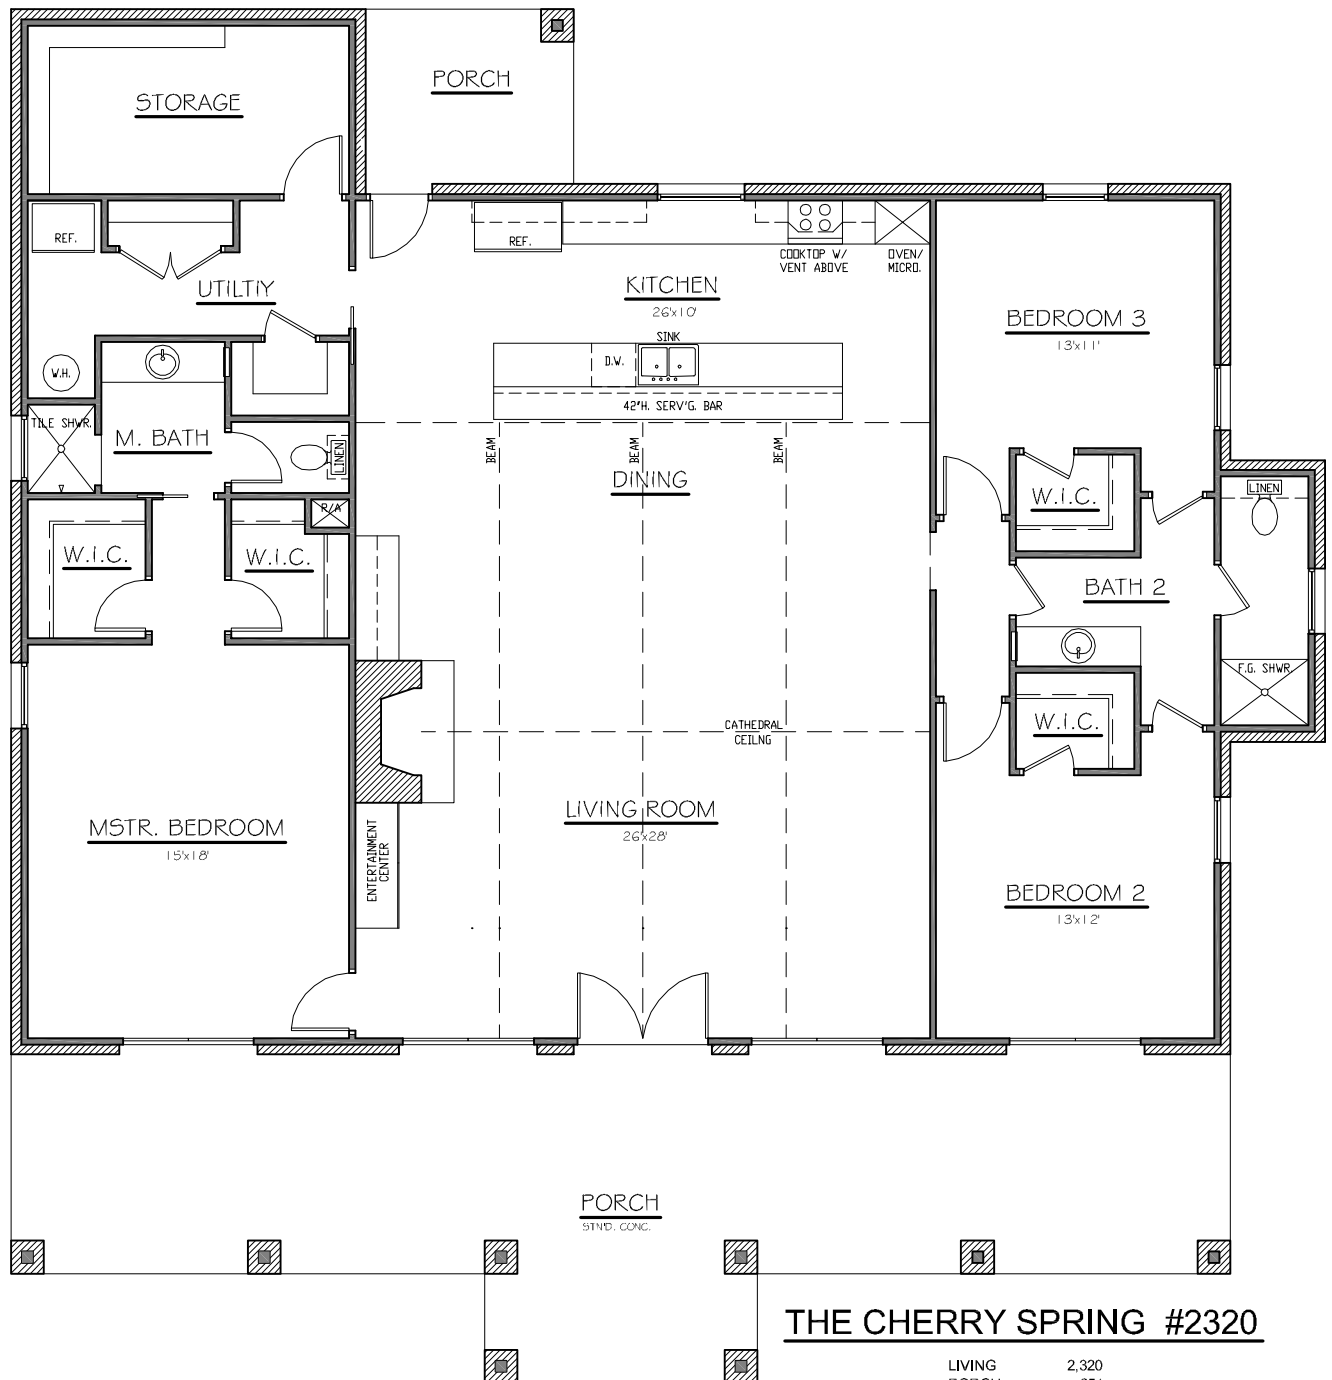 PORCH
STORAGE
REF.
REF.
COOKTOP W/
VENT ABOVE
OVEN/
MICRO.
UTILTIY
KITCHEN
26'x10'
BEDROOM 3
13'x11'
SINK
D.W.
W.H.
42"H. SERV'G. BAR
TILE SHWR.
M. BATH
LINEN
BEAM
BEAM
BEAM
DINING
W.I.C.
LINEN
R/A
W.I.C.
W.I.C.
BATH 2
F.G. SHWR.
W.I.C.
CATHEDRAL
CEILNG
LIVING ROOM
26'x28'
MSTR. BEDROOM
15'x18'
ENTERTAINMENT
CENTER
BEDROOM 2
13'x12'
PORCH
STN'D. CONC.
THE CHERRY SPRING #2320
LIVING 2,320